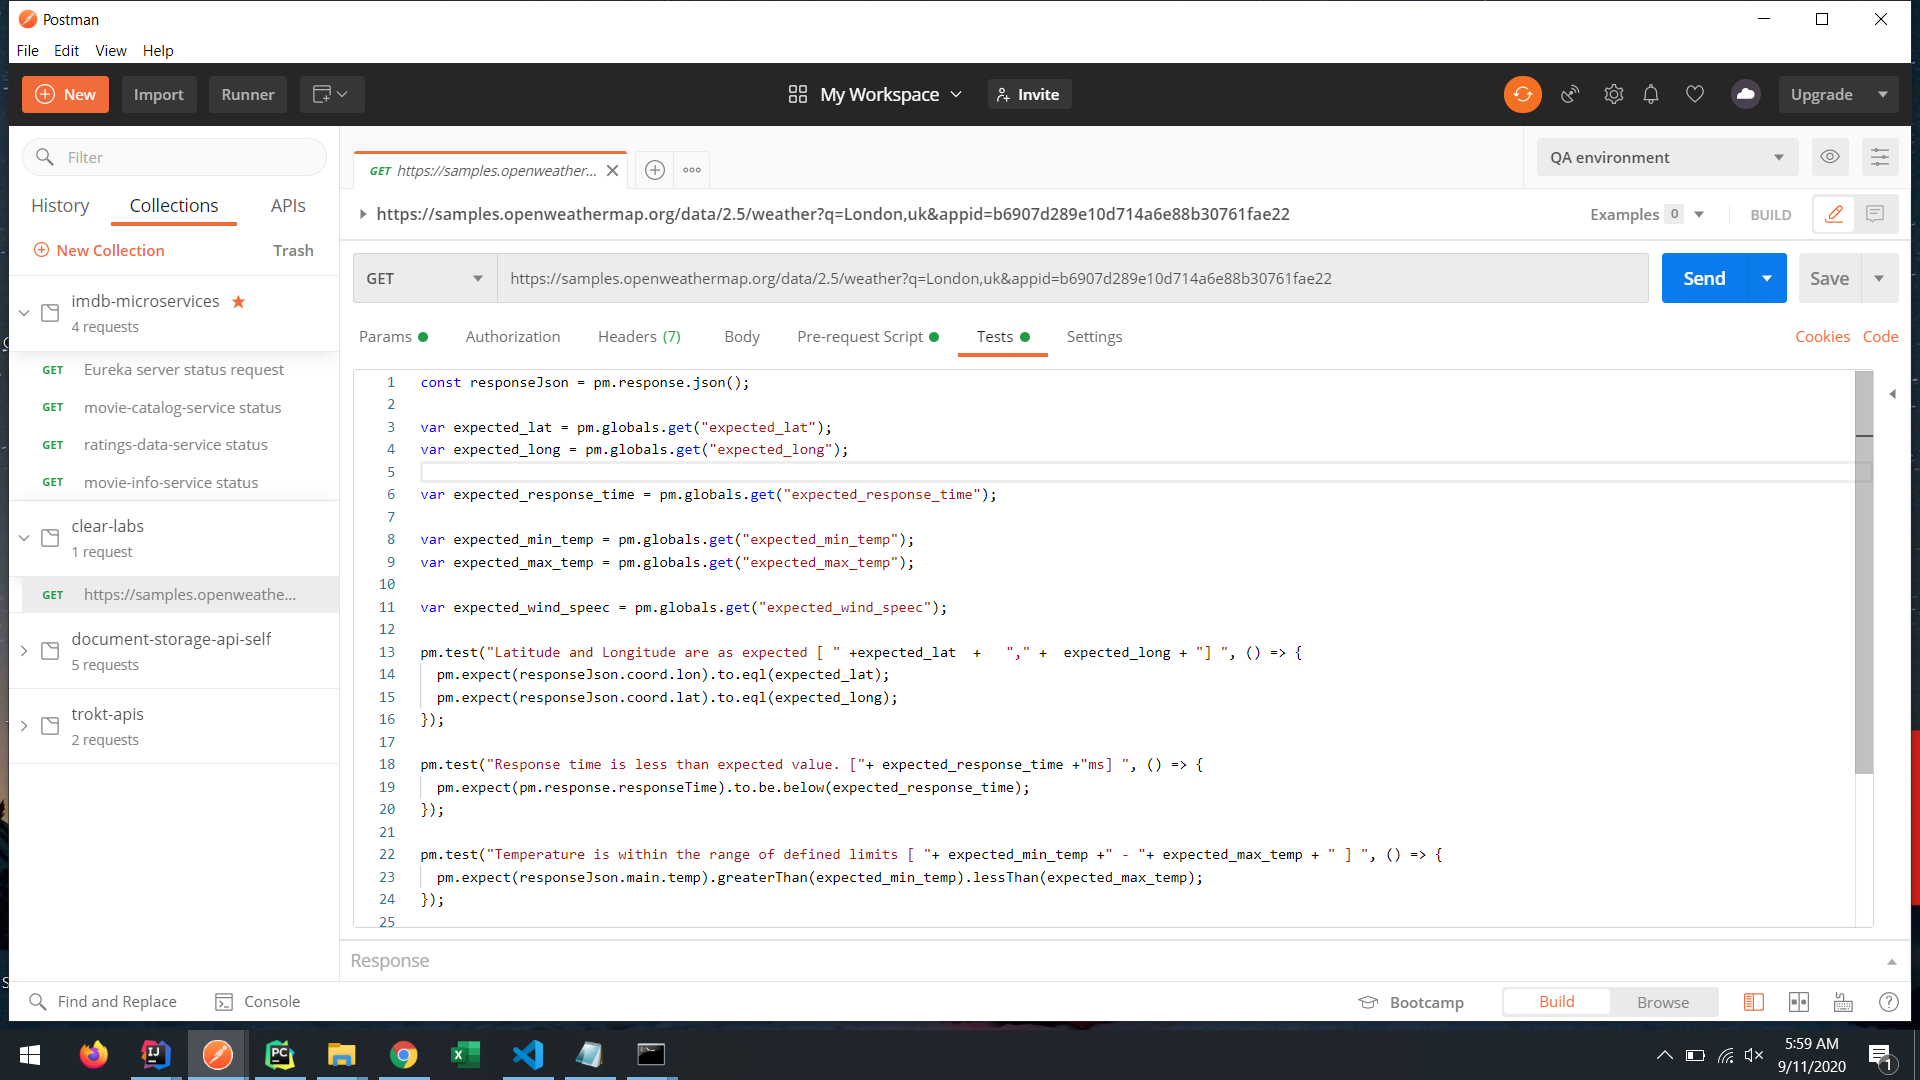 Postman
File Edit View Help
New Import Runner My Workspace Invite Upgrade
Filter
History Collections APIs
New Collection Trash
imdb-microservices
4 requests
GET Eureka server status request
GET movie-catalog-service status
GET ratings-data-service status
GET movie-info-service status
clear-labs
1 request
GET https://samples.openweathe...
document-storage-api-self
5 requests
trokt-apis
2 requests
GET https://samples.openweather...
QA environment
https://samples.openweathermap.org/data/2.5/weather?q=London,uk&appid=b6907d289e10d714a6e88b30761fae22
Examples 0 BUILD
GET https://samples.openweathermap.org/data/2.5/weather?q=London,uk&appid=b6907d289e10d714a6e88b30761fae22
Send Save
Params Authorization Headers (7) Body Pre-request Script Tests Settings Cookies Code
1 const responseJson = pm.response.json();
2
3 var expected_lat = pm.globals.get("expected_lat");
4 var expected_long = pm.globals.get("expected_long");
5
6 var expected_response_time = pm.globals.get("expected_response_time");
7
8 var expected_min_temp = pm.globals.get("expected_min_temp");
9 var expected_max_temp = pm.globals.get("expected_max_temp");
10
11 var expected_wind_speec = pm.globals.get("expected_wind_speec");
12
13 pm.test("Latitude and Longitude are as expected [ " +expected_lat  +   "," +  expected_long + "] ", () => {
14   pm.expect(responseJson.coord.lon).to.eql(expected_lat);
15   pm.expect(responseJson.coord.lat).to.eql(expected_long);
16 });
17
18 pm.test("Response time is less than expected value. ["+ expected_response_time +"ms] ", () => {
19   pm.expect(pm.response.responseTime).to.be.below(expected_response_time);
20 });
21
22 pm.test("Temperature is within the range of defined limits [ "+ expected_min_temp +" - "+ expected_max_temp + " ] ", () => {
23   pm.expect(responseJson.main.temp).greaterThan(expected_min_temp).lessThan(expected_max_temp);
24 });
25
Response
Find and Replace Console Bootcamp Build Browse
5:59 AM
9/11/2020
1